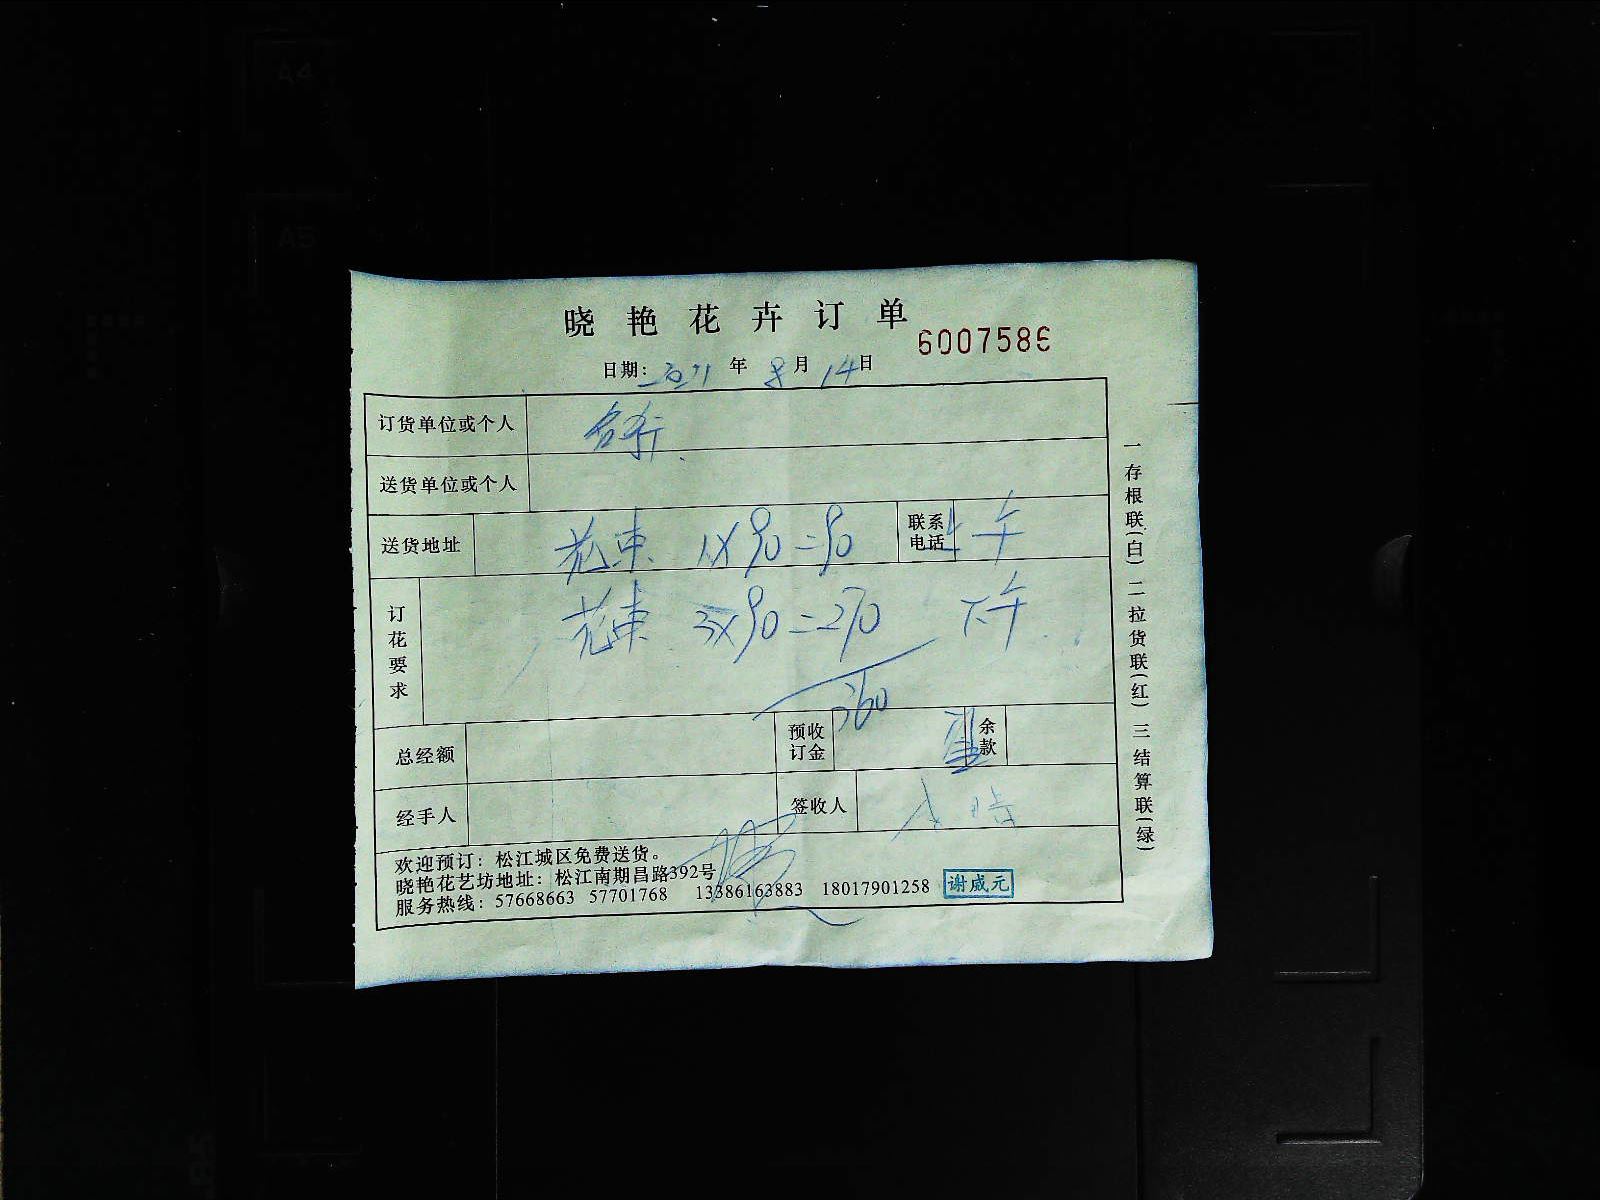 晓艳花卉订单
6007586
日期: 2021 年 8 月 14 日
订货单位或个人
送货单位或个人
送货地址 花束 1x90=90 联系电话 上午
订花要求 花束 3x90=270 下午
360
总经额 预收订金 余款
经手人 签收人
欢迎预订：松江城区免费送货。
晓艳花艺坊地址：松江南期昌路392号
服务热线：57668663 57701768 13386163883 18017901258 谢威元
一存根联(白) 二拉货联(红) 三结算联(绿)
A4
A5